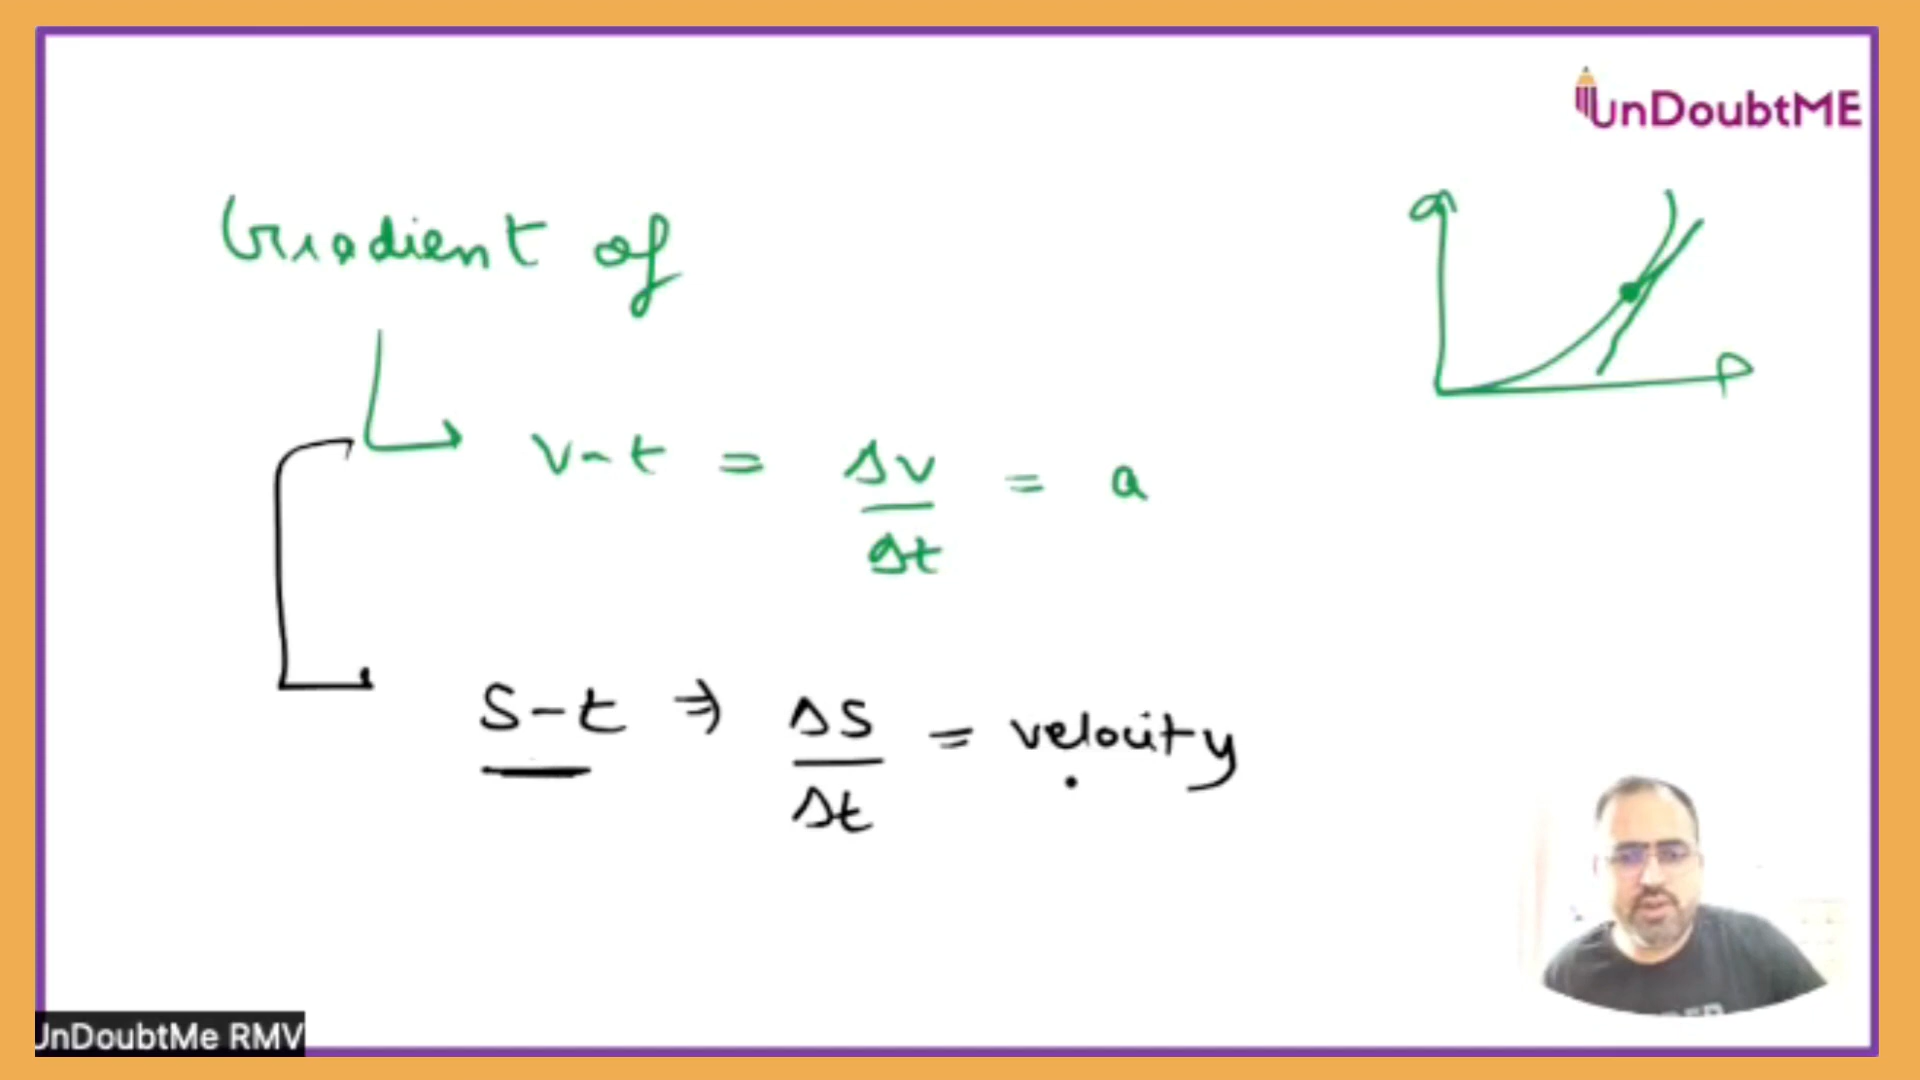 UnDoubtME
Gradient of
v-t = Δv/Δt = a
s-t ⇒ Δs/Δt = velocity
UnDoubtMe RMV